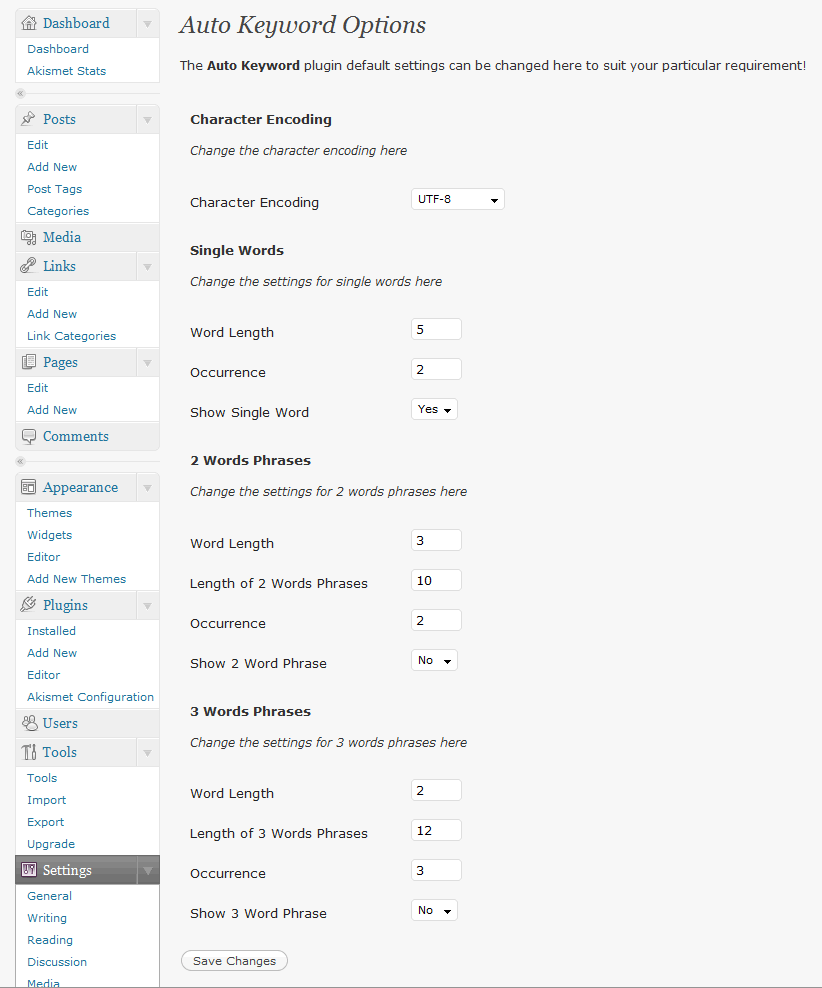 Dashboard
Dashboard
Akismet Stats
Posts
Edit
Add New
Post Tags
Categories
Media
Links
Edit
Add New
Link Categories
Pages
Edit
Add New
Comments
Appearance
Themes
Widgets
Editor
Add New Themes
Plugins
Installed
Add New
Editor
Akismet Configuration
Users
Tools
Tools
Import
Export
Upgrade
Settings
General
Writing
Reading
Discussion
Media
Auto Keyword Options
The Auto Keyword plugin default settings can be changed here to suit your particular requirement!
Character Encoding
Change the character encoding here
Character Encoding UTF-8
Single Words
Change the settings for single words here
Word Length 5
Occurrence 2
Show Single Word Yes
2 Words Phrases
Change the settings for 2 words phrases here
Word Length 3
Length of 2 Words Phrases 10
Occurrence 2
Show 2 Word Phrase No
3 Words Phrases
Change the settings for 3 words phrases here
Word Length 2
Length of 3 Words Phrases 12
Occurrence 3
Show 3 Word Phrase No
Save Changes